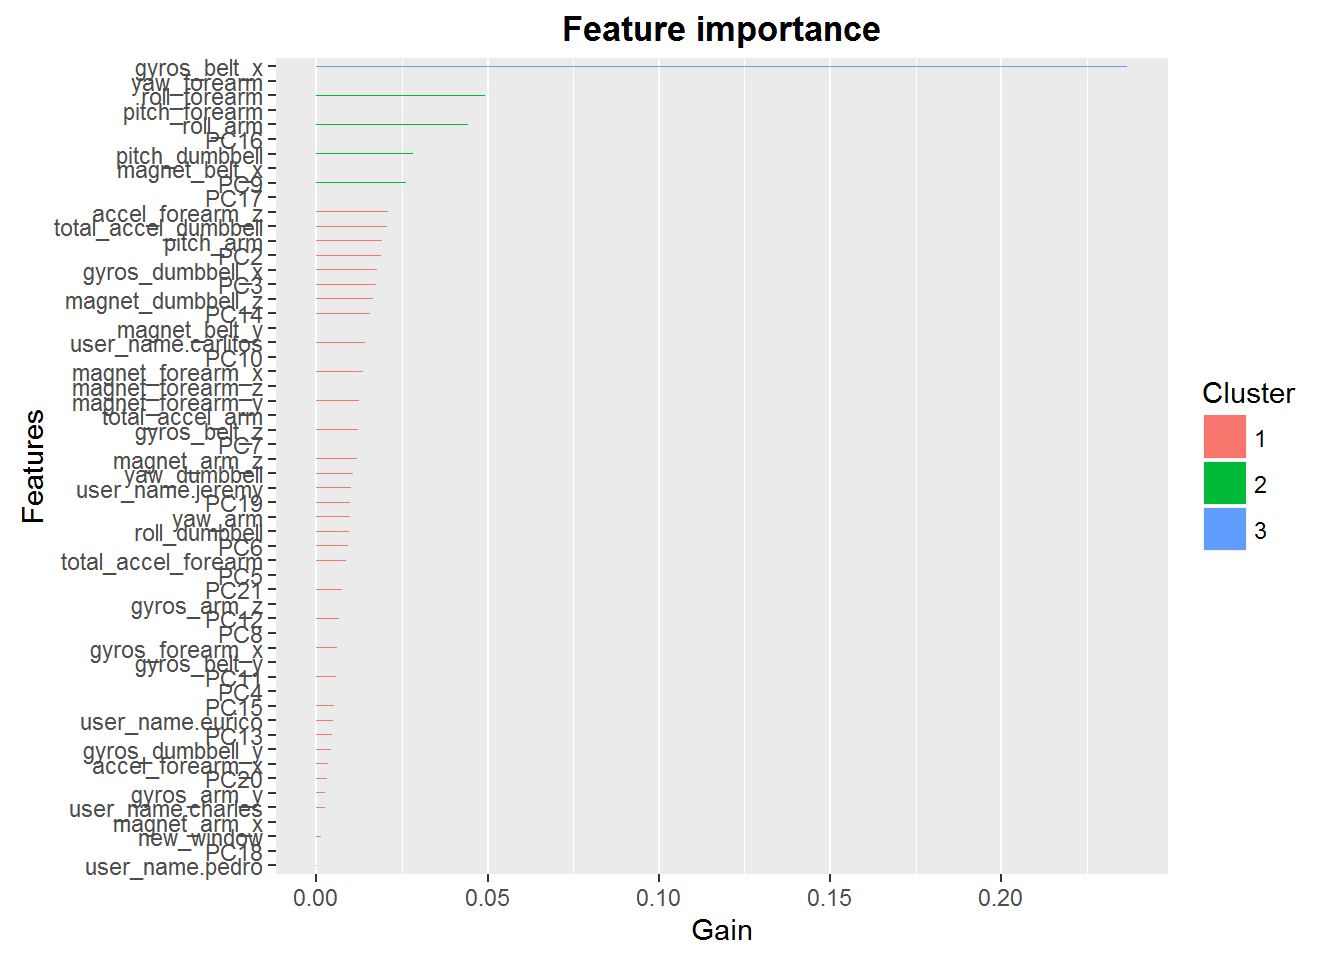 Feature importance
gyros_belt_x
yaw_forearm
roll_forearm
pitch_forearm
roll_arm
PC16
pitch_dumbbell
magnet_belt_x
PC9
PC17
accel_forearm_z
total_accel_dumbbell
pitch_arm
PC2
gyros_dumbbell_x
PC3
magnet_dumbbell_z
PC14
magnet_belt_y
user_name.carlitos
PC10
magnet_forearm_x
magnet_forearm_z
magnet_forearm_y
total_accel_arm
gyros_belt_z
PC7
magnet_arm_z
yaw_dumbbell
user_name.jeremy
PC19
yaw_arm
roll_dumbbell
PC6
total_accel_forearm
PC5
PC21
gyros_arm_z
PC12
PC8
gyros_forearm_x
gyros_belt_y
PC11
PC4
PC15
user_name.eurico
PC13
gyros_dumbbell_y
accel_forearm_x
PC20
gyros_arm_y
user_name.charles
magnet_arm_x
new_window
PC18
user_name.pedro
0.00 0.05 0.10 0.15 0.20
Gain
Features
Cluster
1
2
3